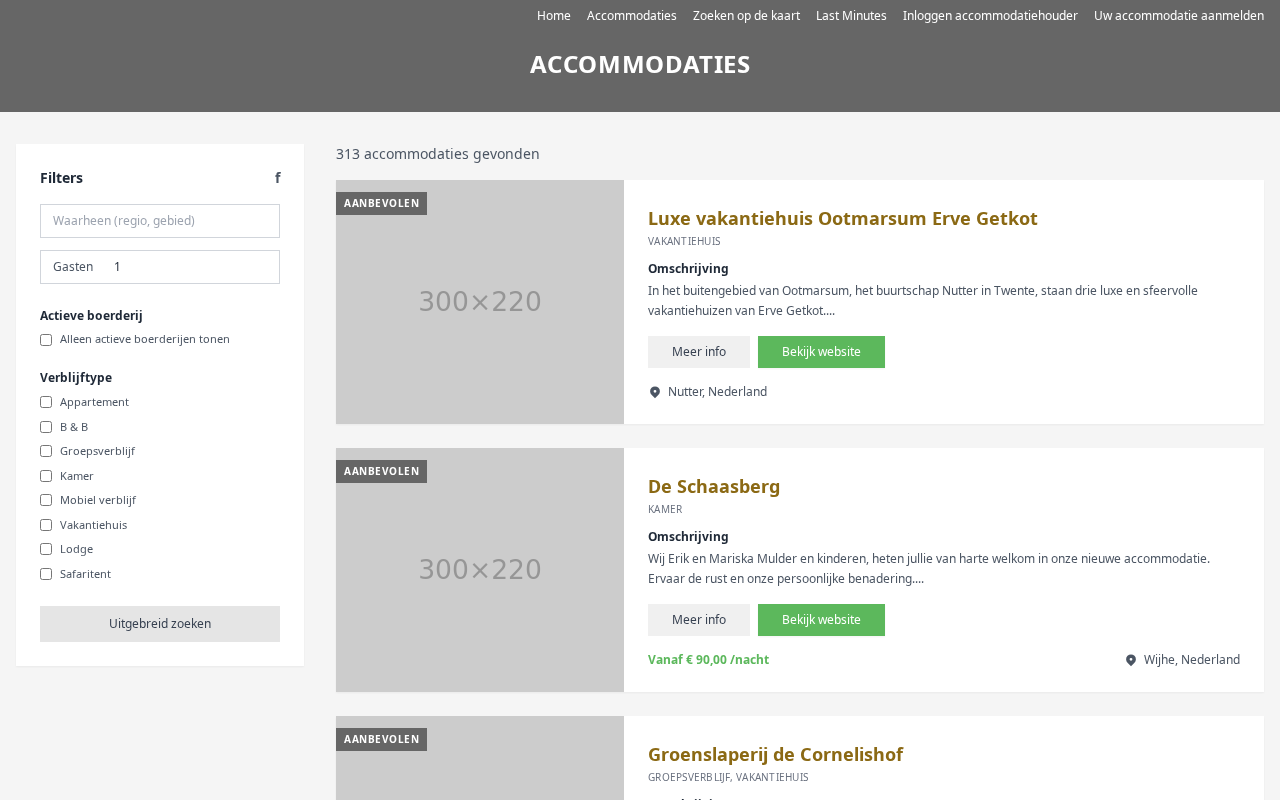 Home Accommodaties Zoeken op de kaart Last Minutes Inloggen accommodatiehouder Uw accommodatie aanmelden
ACCOMMODATIES
Filters f
Waarheen (regio, gebied)
Gasten 1
Actieve boerderij
Alleen actieve boerderijen tonen
Verblijftype
Appartement
B & B
Groepsverblijf
Kamer
Mobiel verblijf
Vakantiehuis
Lodge
Safaritent
Uitgebreid zoeken
313 accommodaties gevonden
AANBEVOLEN
300×220
Luxe vakantiehuis Ootmarsum Erve Getkot
VAKANTIEHUIS
Omschrijving
In het buitengebied van Ootmarsum, het buurtschap Nutter in Twente, staan drie luxe en sfeervolle
vakantiehuizen van Erve Getkot....
Meer info Bekijk website
Nutter, Nederland
AANBEVOLEN
300×220
De Schaasberg
KAMER
Omschrijving
Wij Erik en Mariska Mulder en kinderen, heten jullie van harte welkom in onze nieuwe accommodatie.
Ervaar de rust en onze persoonlijke benadering....
Meer info Bekijk website
Vanaf € 90,00 /nacht Wijhe, Nederland
AANBEVOLEN
Groenslaperij de Cornelishof
GROEPSVERBLIJF, VAKANTIEHUIS